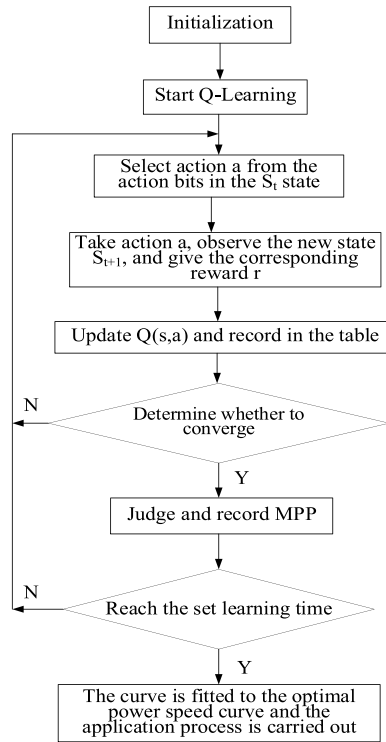 Initialization
Start Q-Learning
Select action a from the
action bits in the Sₜ state
Take action a, observe the new state
Sₜ₊₁, and give the corresponding
reward r
Update Q(s,a) and record in the table
N
Determine whether to
converge
Y
Judge and record MPP
N
Reach the set learning time
Y
The curve is fitted to the optimal
power speed curve and the
application process is carried out